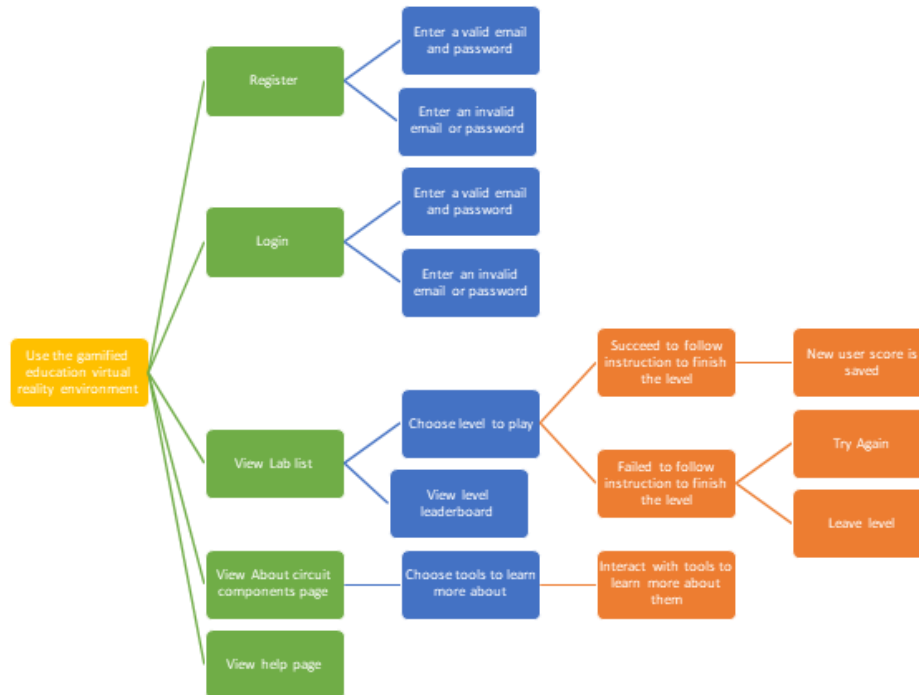 Enter a valid email
and password
Register
Enter an invalid
email or password
Enter a valid email
and password
Login
Enter an invalid
email or password
Use the gamified
education virtual
reality environment
Succeed to follow
instruction to finish
the level
New user score is
saved
Choose level to play
Try Again
View Lab list
Failed to follow
instruction to finish
the level
View level
leaderboard
Leave level
View About circuit
components page
Choose tools to learn
more about
Interact with tools to
learn more about
them
View help page